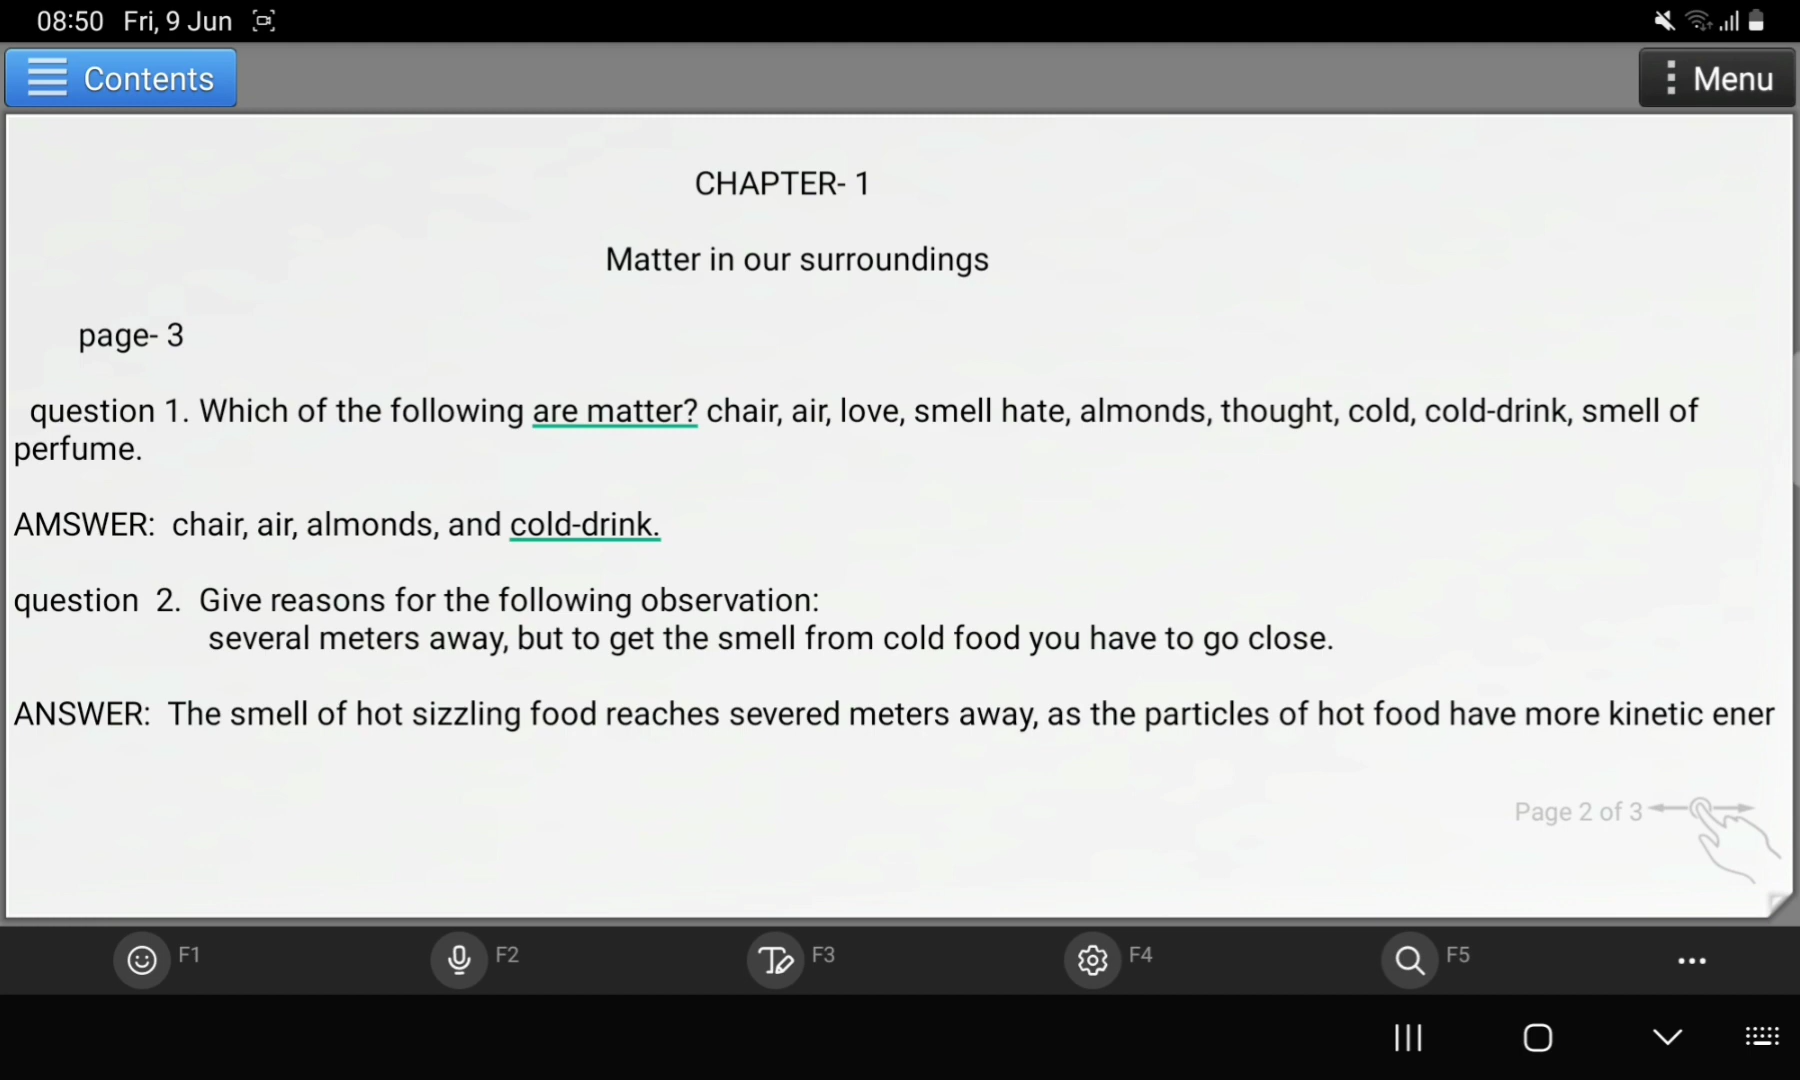 08:50 Fri, 9 Jun
Contents
Menu
CHAPTER- 1
Matter in our surroundings
page- 3
question 1. Which of the following are matter? chair, air, love, smell hate, almonds, thought, cold, cold-drink, smell of
perfume.
AMSWER: chair, air, almonds, and cold-drink.
question 2. Give reasons for the following observation:
several meters away, but to get the smell from cold food you have to go close.
ANSWER: The smell of hot sizzling food reaches severed meters away, as the particles of hot food have more kinetic ener
Page 2 of 3
F1 F2 F3 F4 F5